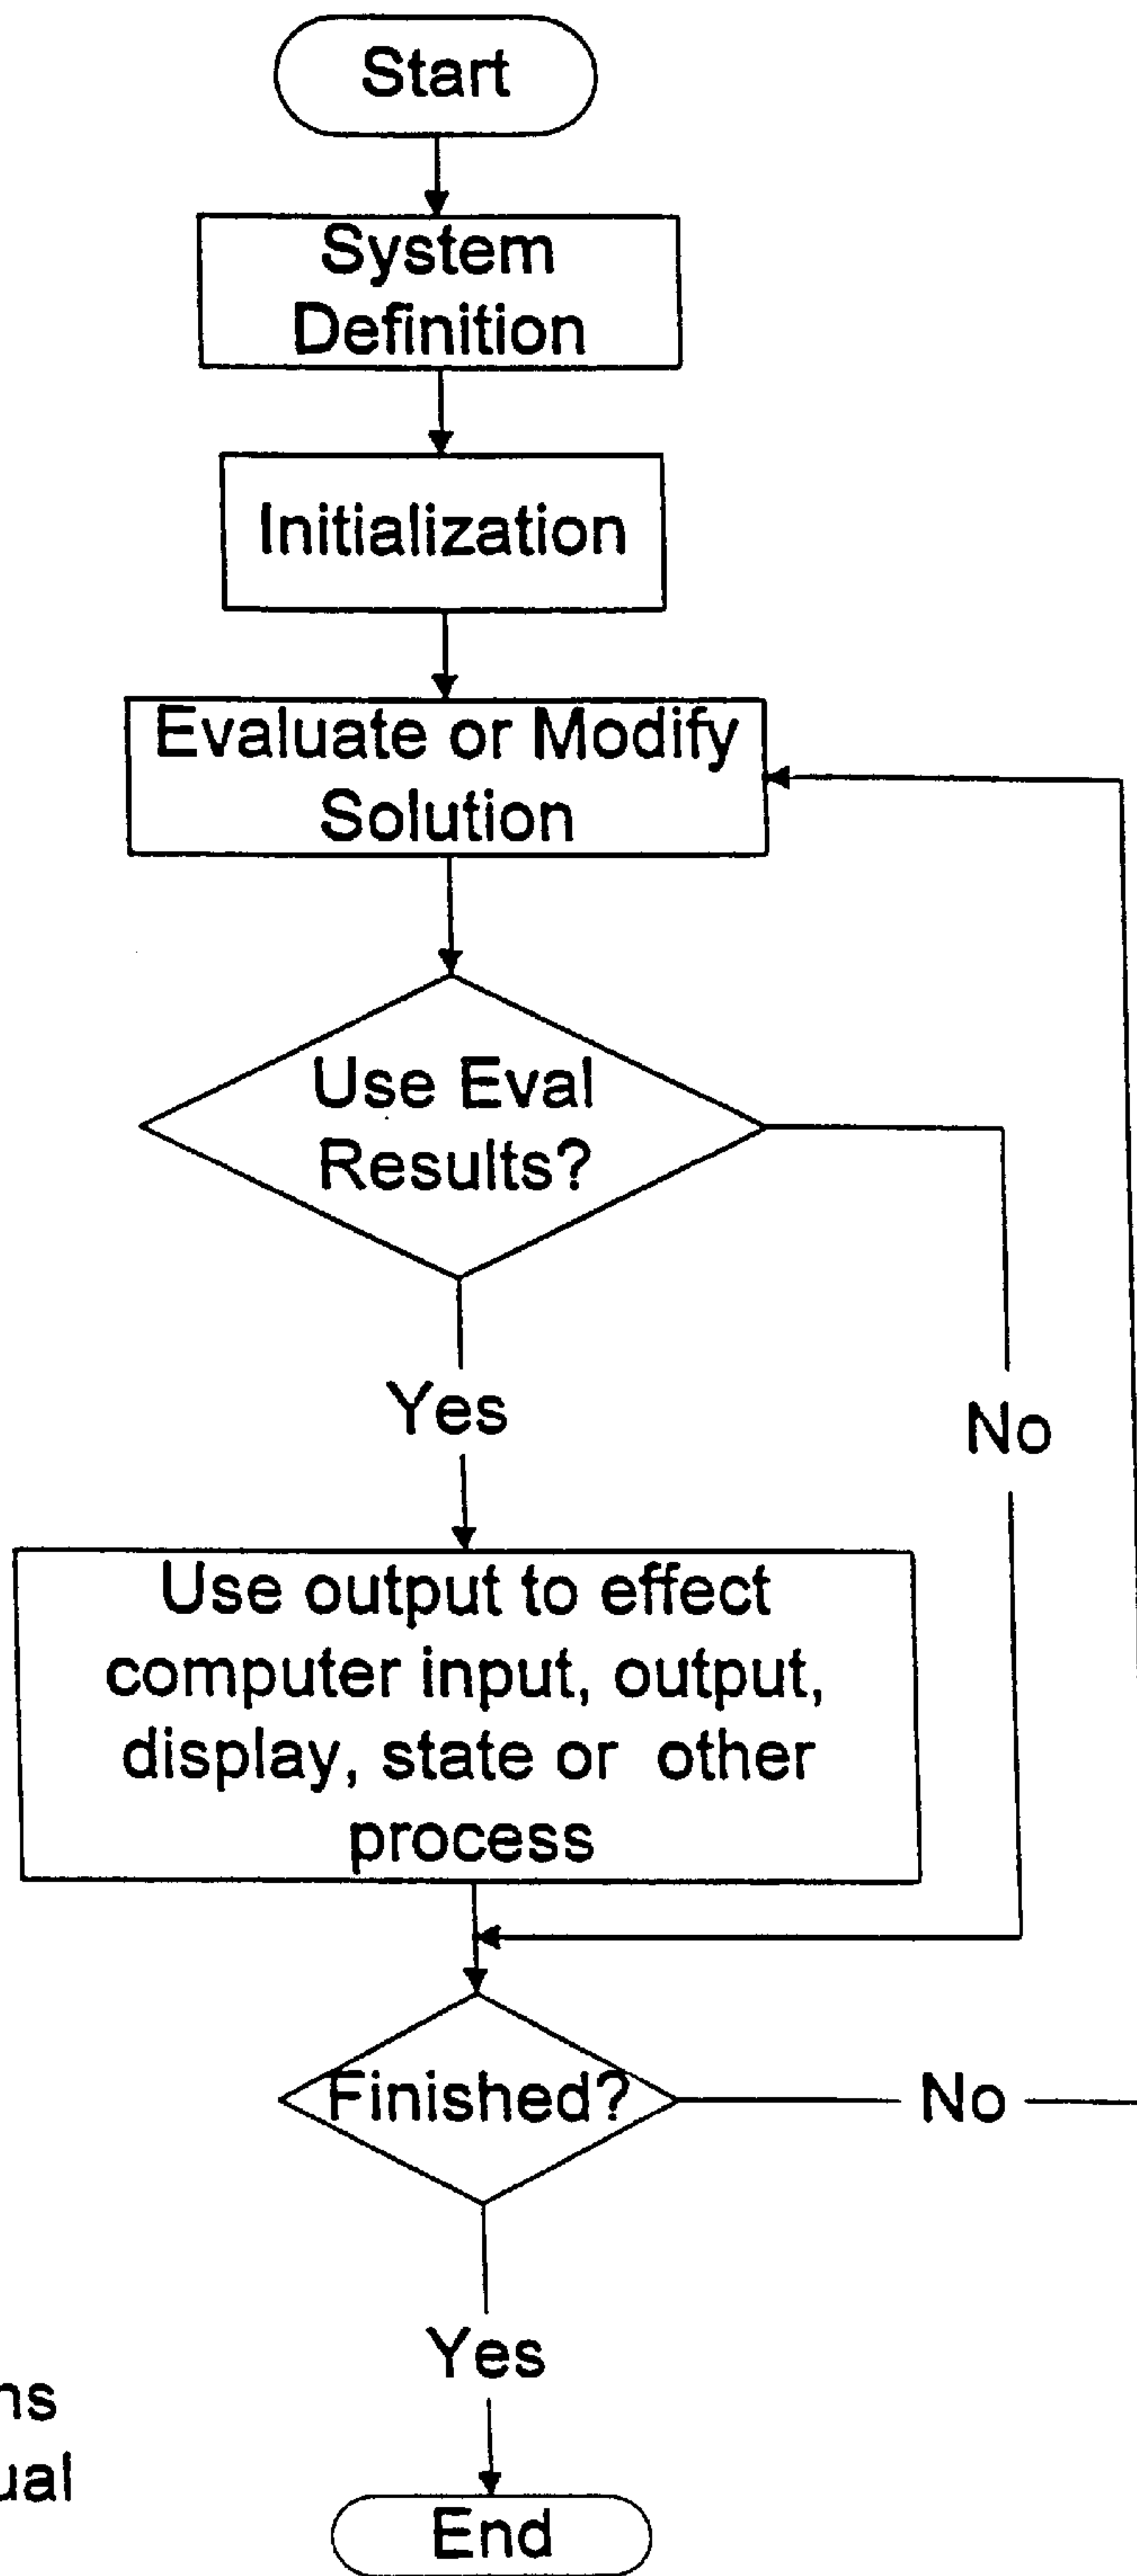 Start
System
Definition
Initialization
Evaluate or Modify
Solution
Use Eval
Results?
Yes
No
Use output to effect
computer input, output,
display, state or other
process
Finished?
No
Yes
End